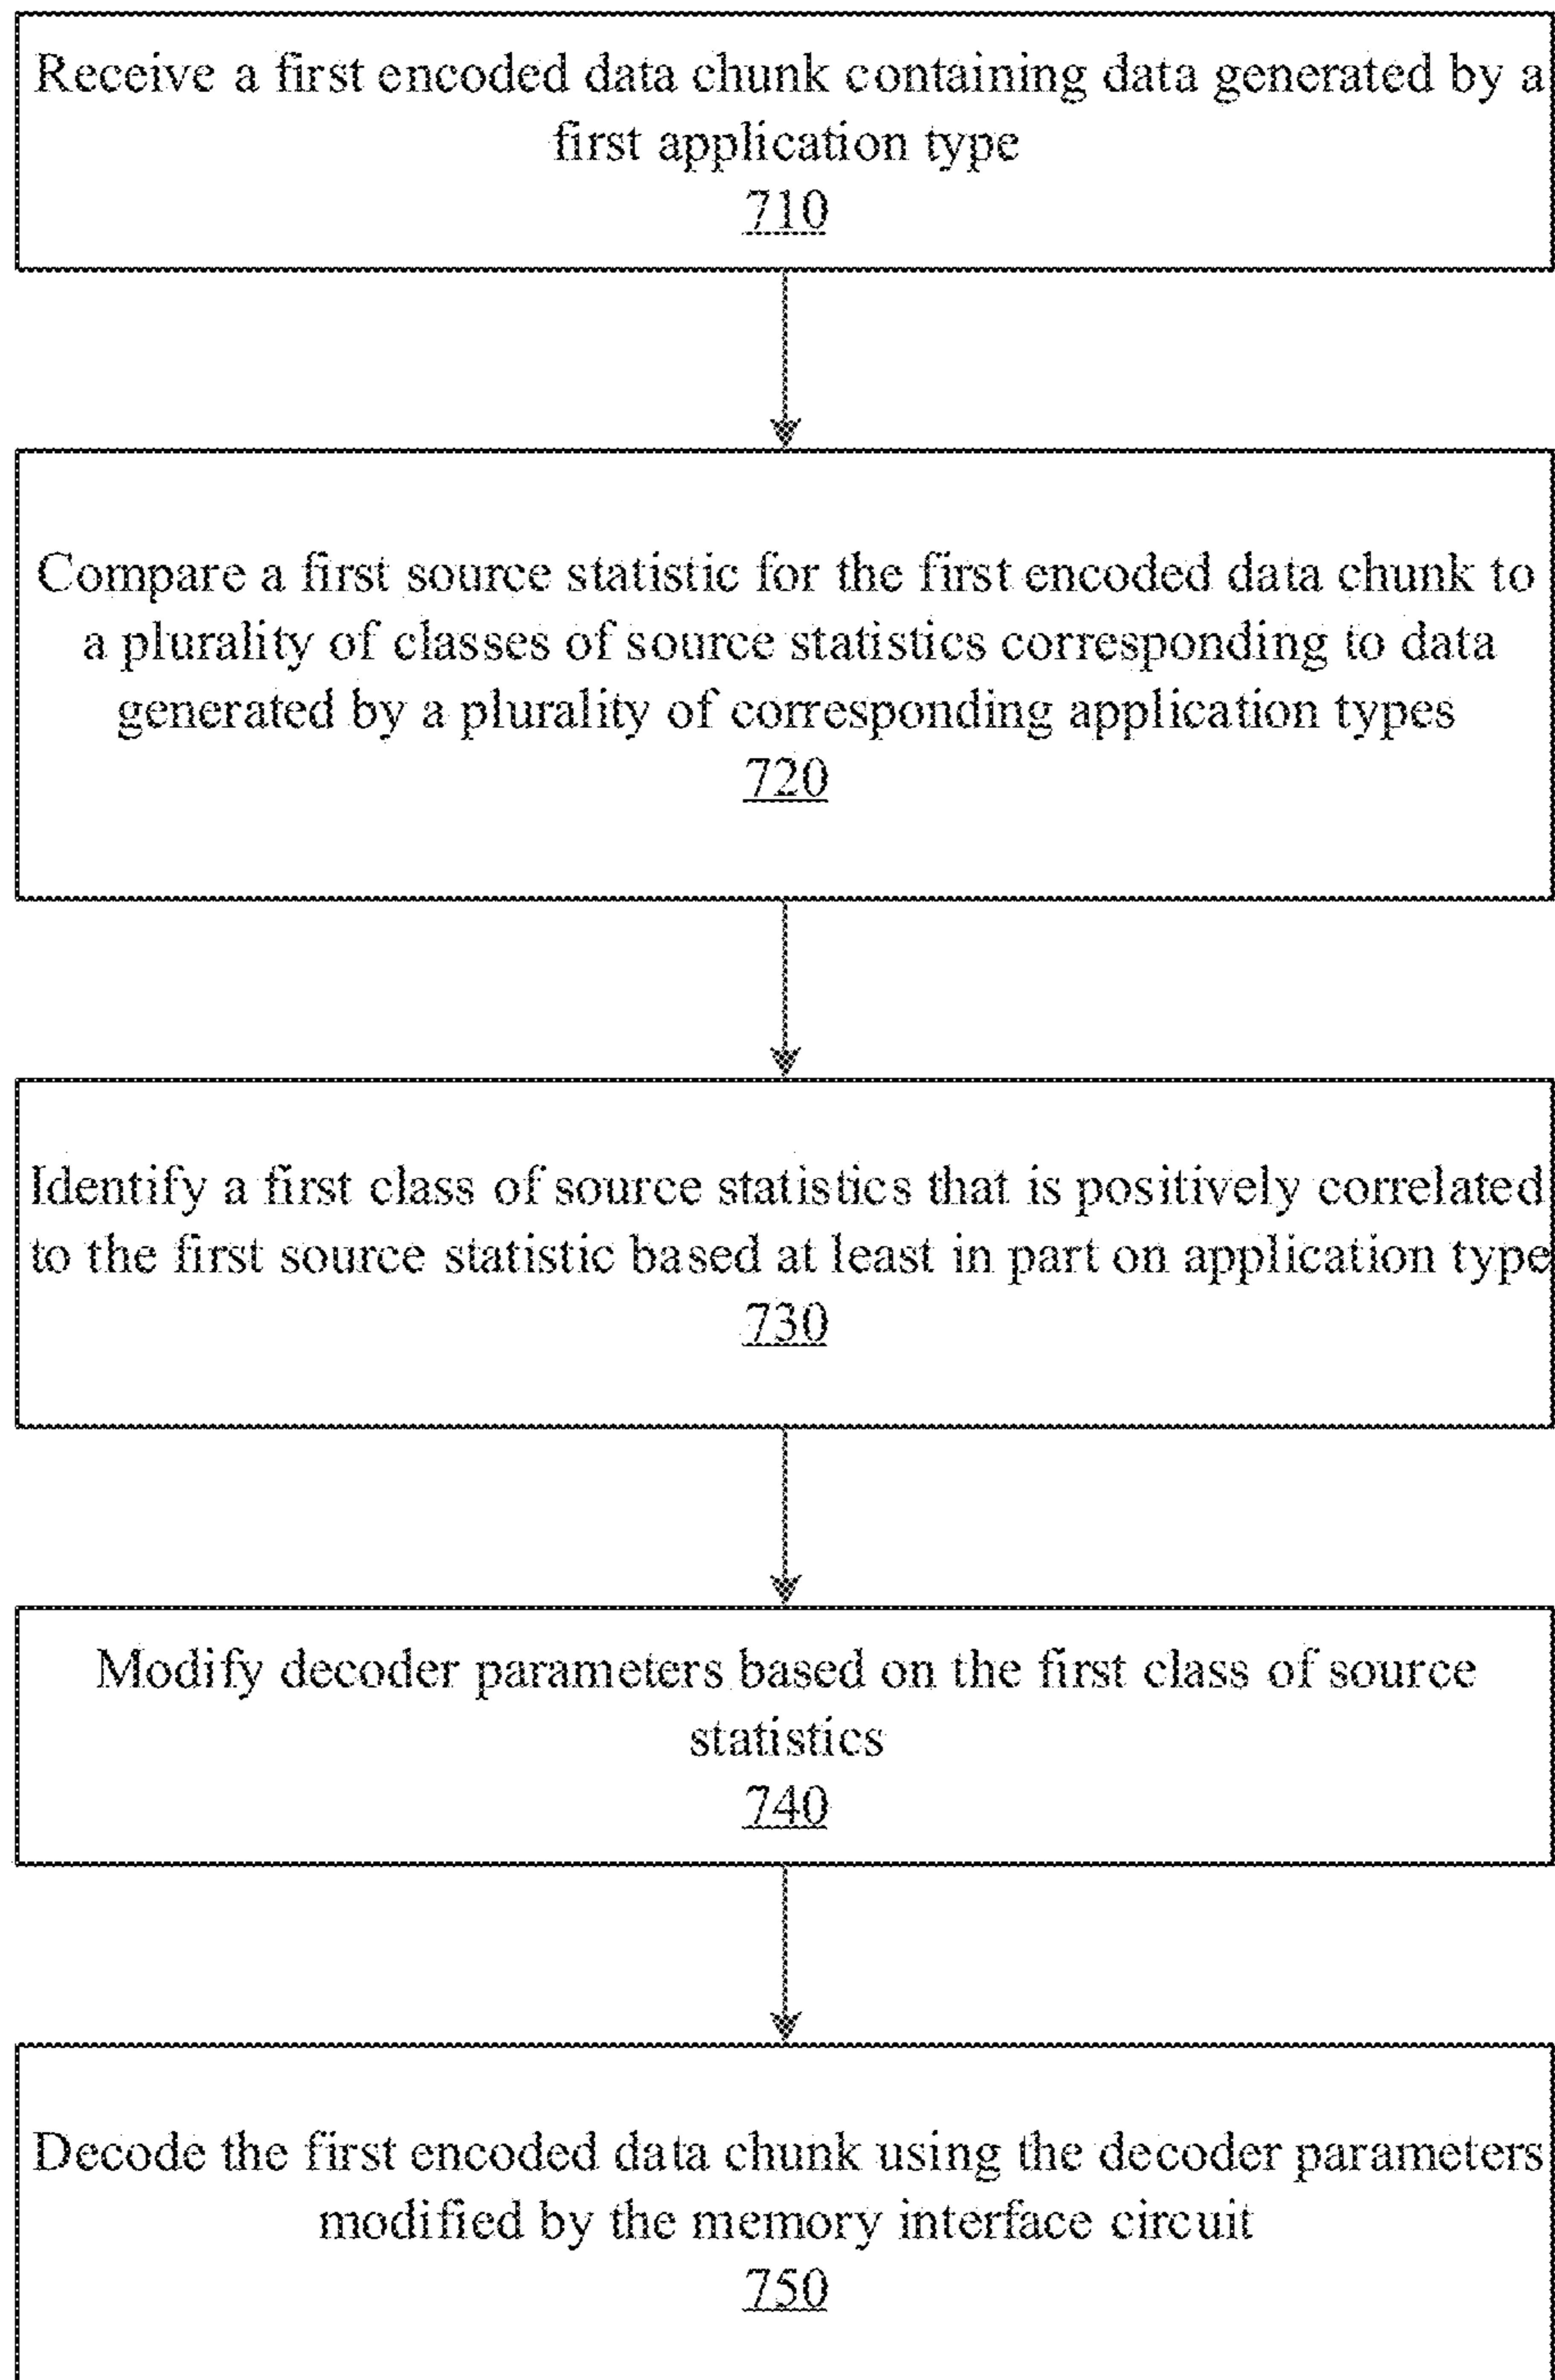 Receive a first encoded data chunk containing data generated by a
first application type
710
Compare a first source statistic for the first encoded data chunk to
a plurality of classes of source statistics corresponding to data
generated by a plurality of corresponding application types
720
Identify a first class of source statistics that is positively correlated
to the first source statistic based at least in part on application type
730
Modify decoder parameters based on the first class of source
statistics
740
Decode the first encoded data chunk using the decoder parameters
modified by the memory interface circuit
750